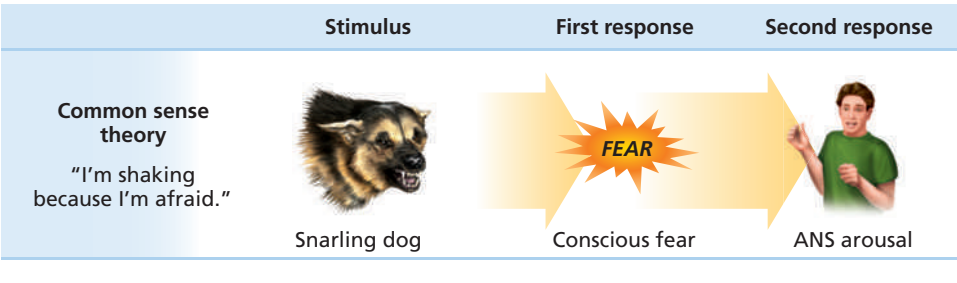 Stimulus
First response
Second response
Common sense
theory
“I’m shaking
because I’m afraid.”
FEAR
Snarling dog
Conscious fear
ANS arousal